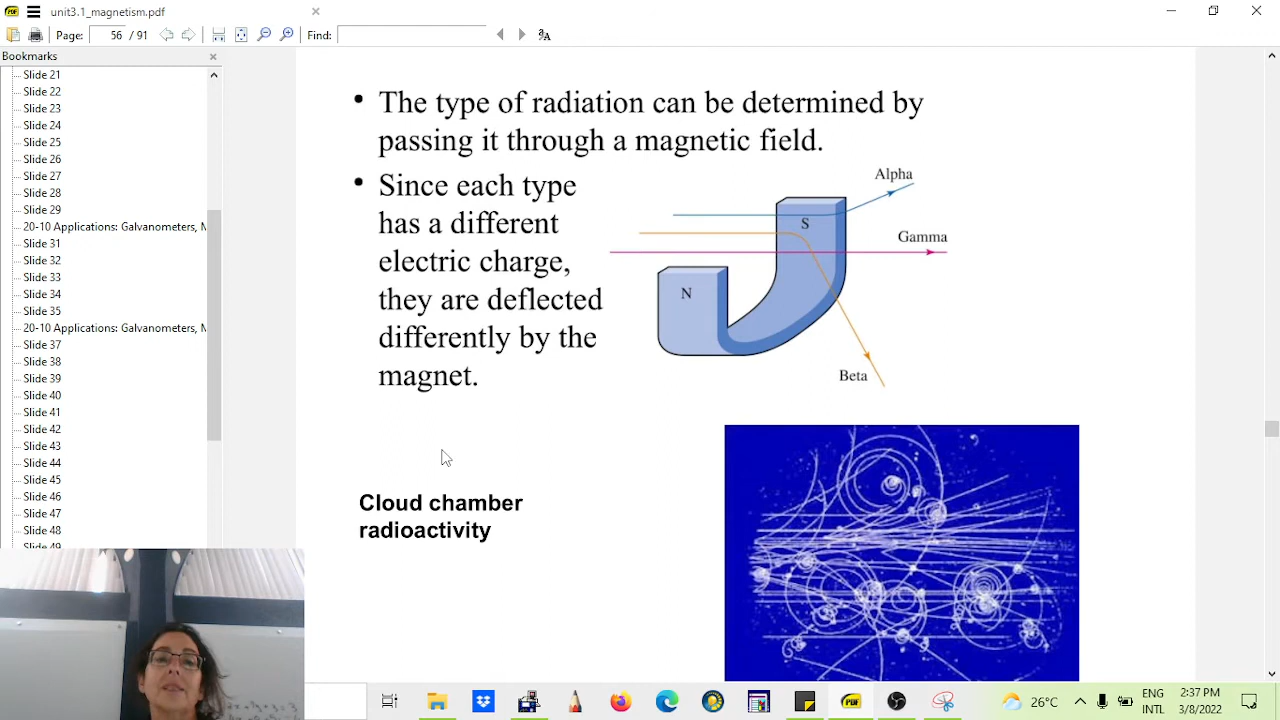 unit3.1_magnetism.pdf
Page: 56 / 91 Find:
Bookmarks
Slide 21
Slide 22
Slide 23
Slide 24
Slide 25
Slide 26
Slide 27
Slide 28
Slide 29
20-10 Applications: Galvanometers, M
Slide 31
Slide 32
Slide 33
Slide 34
Slide 35
20-10 Applications: Galvanometers, M
Slide 37
Slide 38
Slide 39
Slide 40
Slide 41
Slide 42
Slide 43
Slide 44
Slide 45
Slide 46
Slide 47
Slide 48
Slide 49
• The type of radiation can be determined by
passing it through a magnetic field.
• Since each type
has a different
electric charge,
they are deflected
differently by the
magnet.
Alpha
S
Gamma
N
Beta
Cloud chamber
radioactivity
26°C
ENG
INTL
2:37 PM
3/8/2022